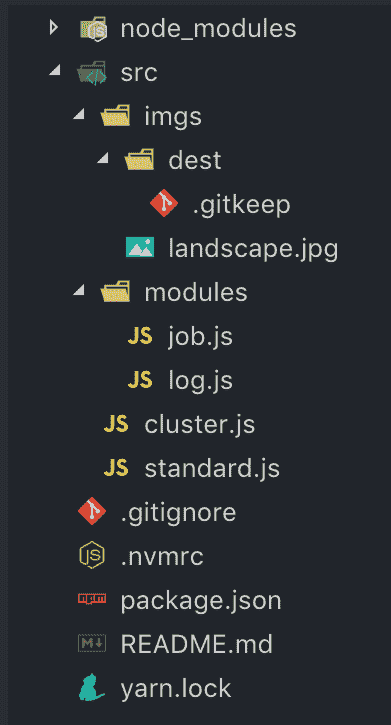 node_modules
src
imgs
dest
.gitkeep
landscape.jpg
modules
JS job.js
JS log.js
JS cluster.js
JS standard.js
.gitignore
.nvmrc
package.json
README.md
yarn.lock